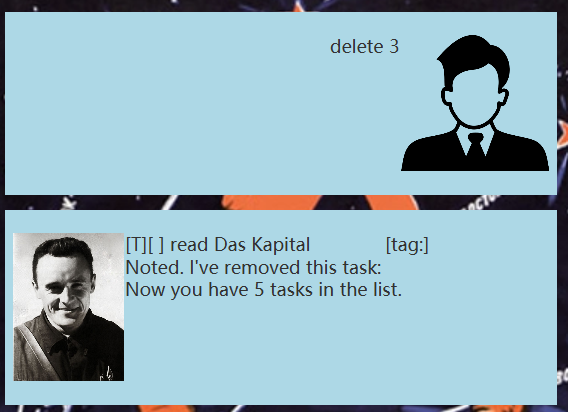 delete 3
[T][ ] read Das Kapital [tag:]
Noted. I've removed this task:
Now you have 5 tasks in the list.